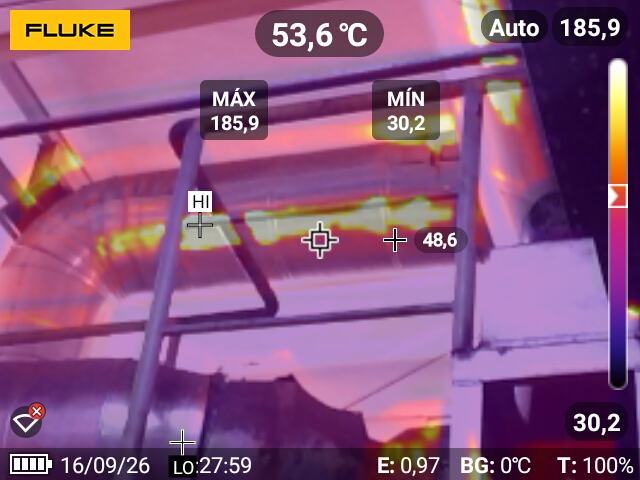 FLUKE
53,6 °C
Auto 185,9
MÁX
185,9
MÍN
30,2
HI
48,6
30,2
16/09/26
LO:27:59
E: 0,97
BG: 0°C
T: 100%